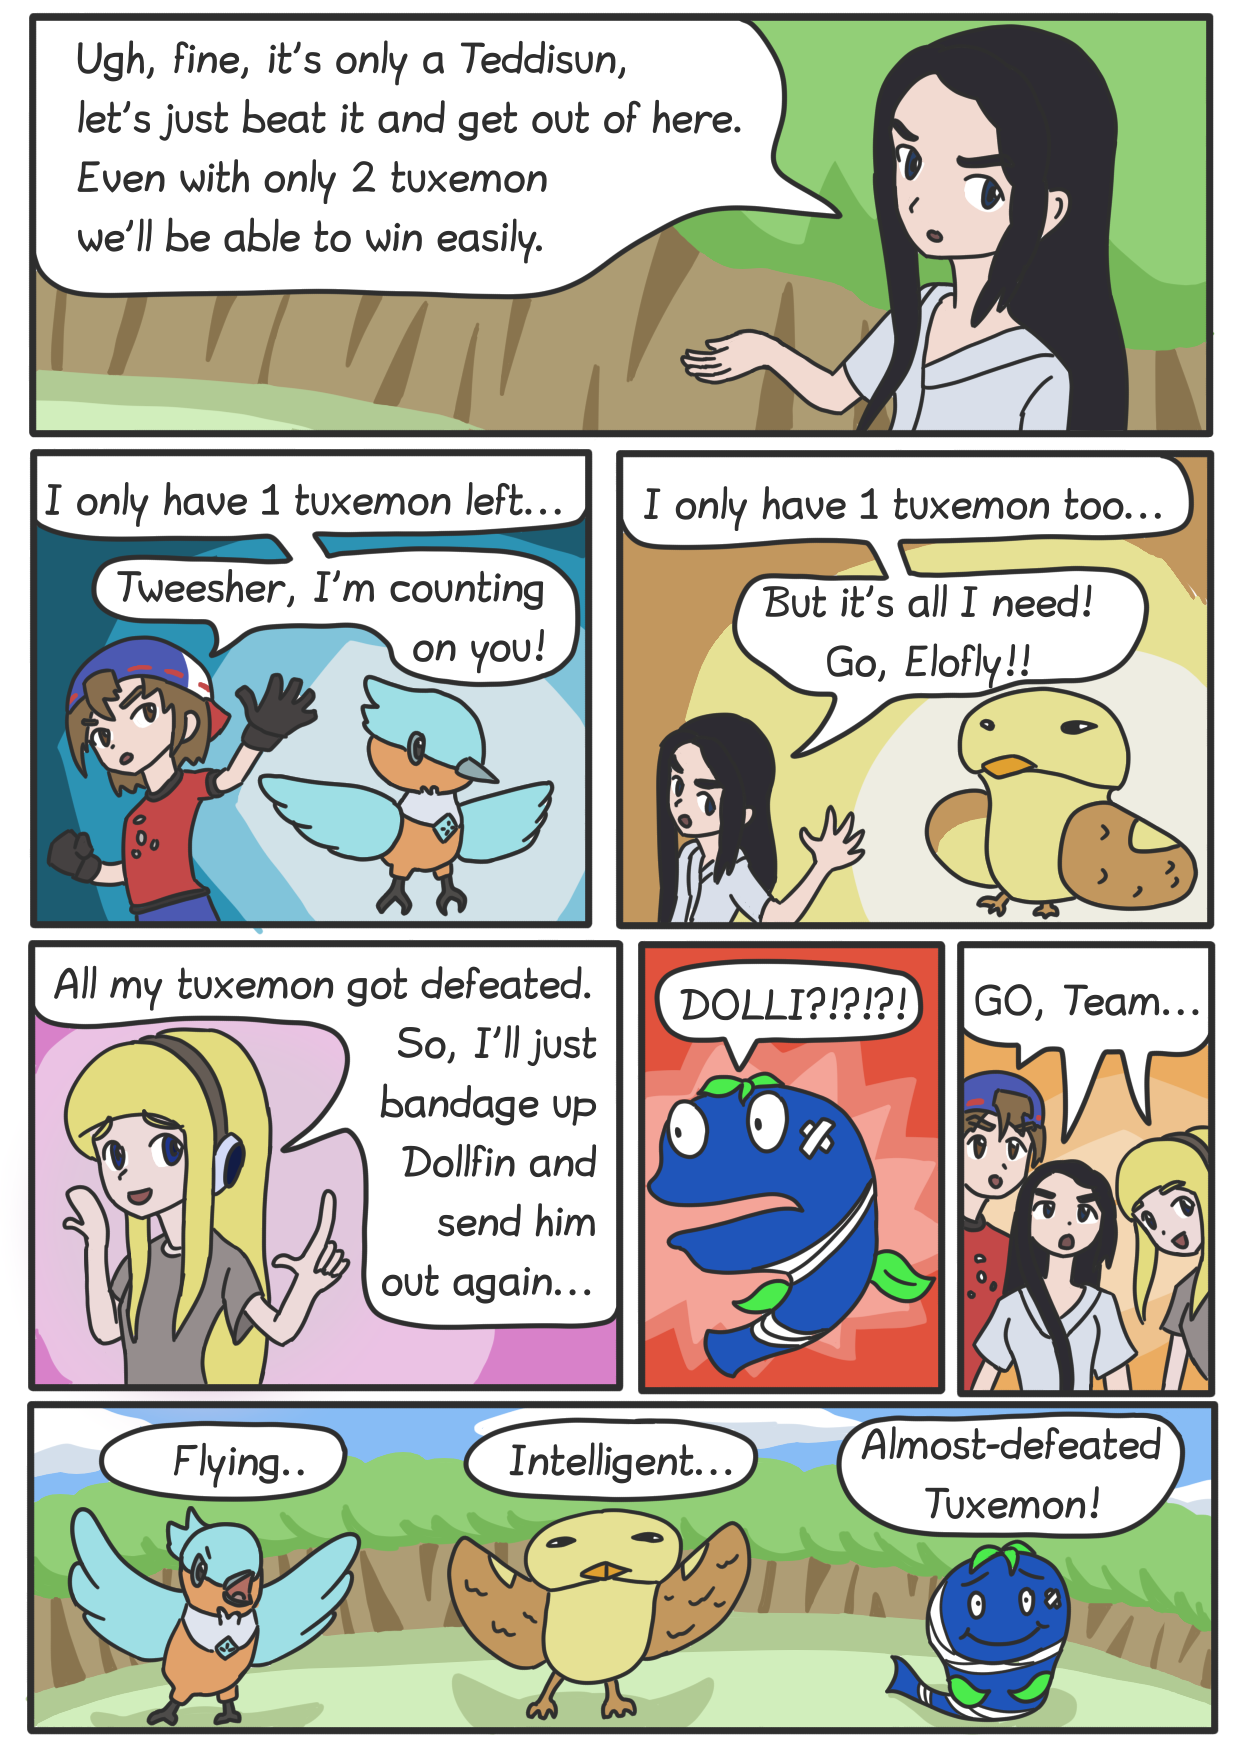 Ugh, fine, it's only a Teddisun,
let's just beat it and get out of here.
Even with only 2 tuxemon
we'll be able to win easily.
I only have 1 tuxemon left...
Tweesher, I'm counting
on you!
I only have 1 tuxemon too...
But it's all I need!
Go, Elofly!!
All my tuxemon got defeated.
So, I'll just
bandage up
Dollfin and
send him
out again...
DOLLI?!?!?!
GO, Team...
Flying..
Intelligent...
Almost-defeated
Tuxemon!